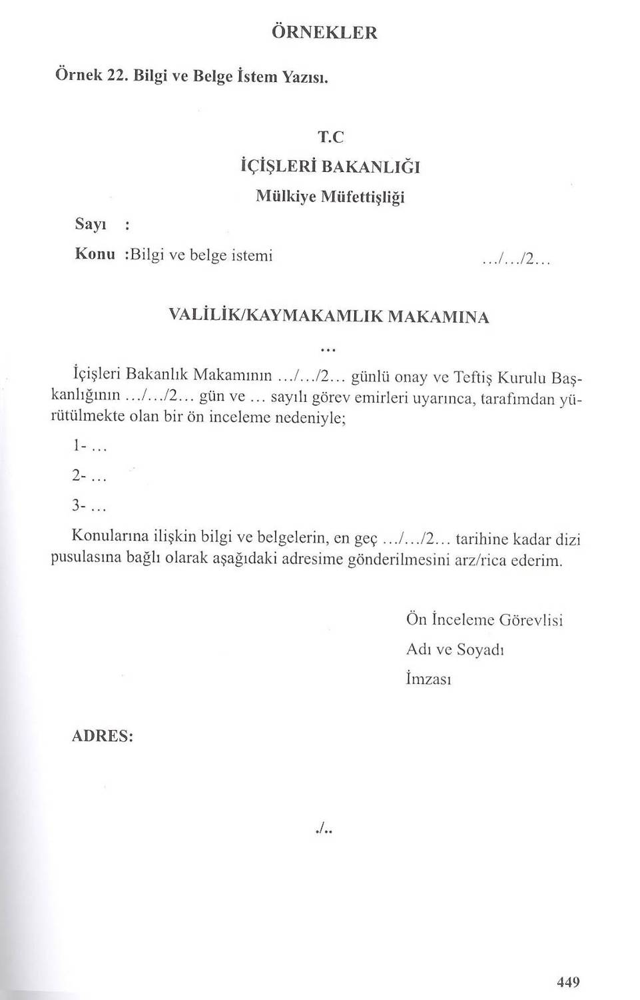 ÖRNEKLER
Örnek 22. Bilgi ve Belge İstem Yazısı.
T.C
İÇİŞLERİ BAKANLIĞI
Mülkiye Müfettişliği
Sayı :
Konu :Bilgi ve belge istemi .../.../2...
VALİLİK/KAYMAKAMLIK MAKAMINA
...
İçişleri Bakanlık Makamının .../.../2... günlü onay ve Teftiş Kurulu Baş-
kanlığının .../.../2... gün ve ... sayılı görev emirleri uyarınca, tarafımdan yü-
rütülmekte olan bir ön inceleme nedeniyle;
1- ...
2- ...
3- ...
Konularına ilişkin bilgi ve belgelerin, en geç .../.../2... tarihine kadar dizi
pusulasına bağlı olarak aşağıdaki adresime gönderilmesini arz/rica ederim.
Ön İnceleme Görevlisi
Adı ve Soyadı
İmzası
ADRES:
./..
449